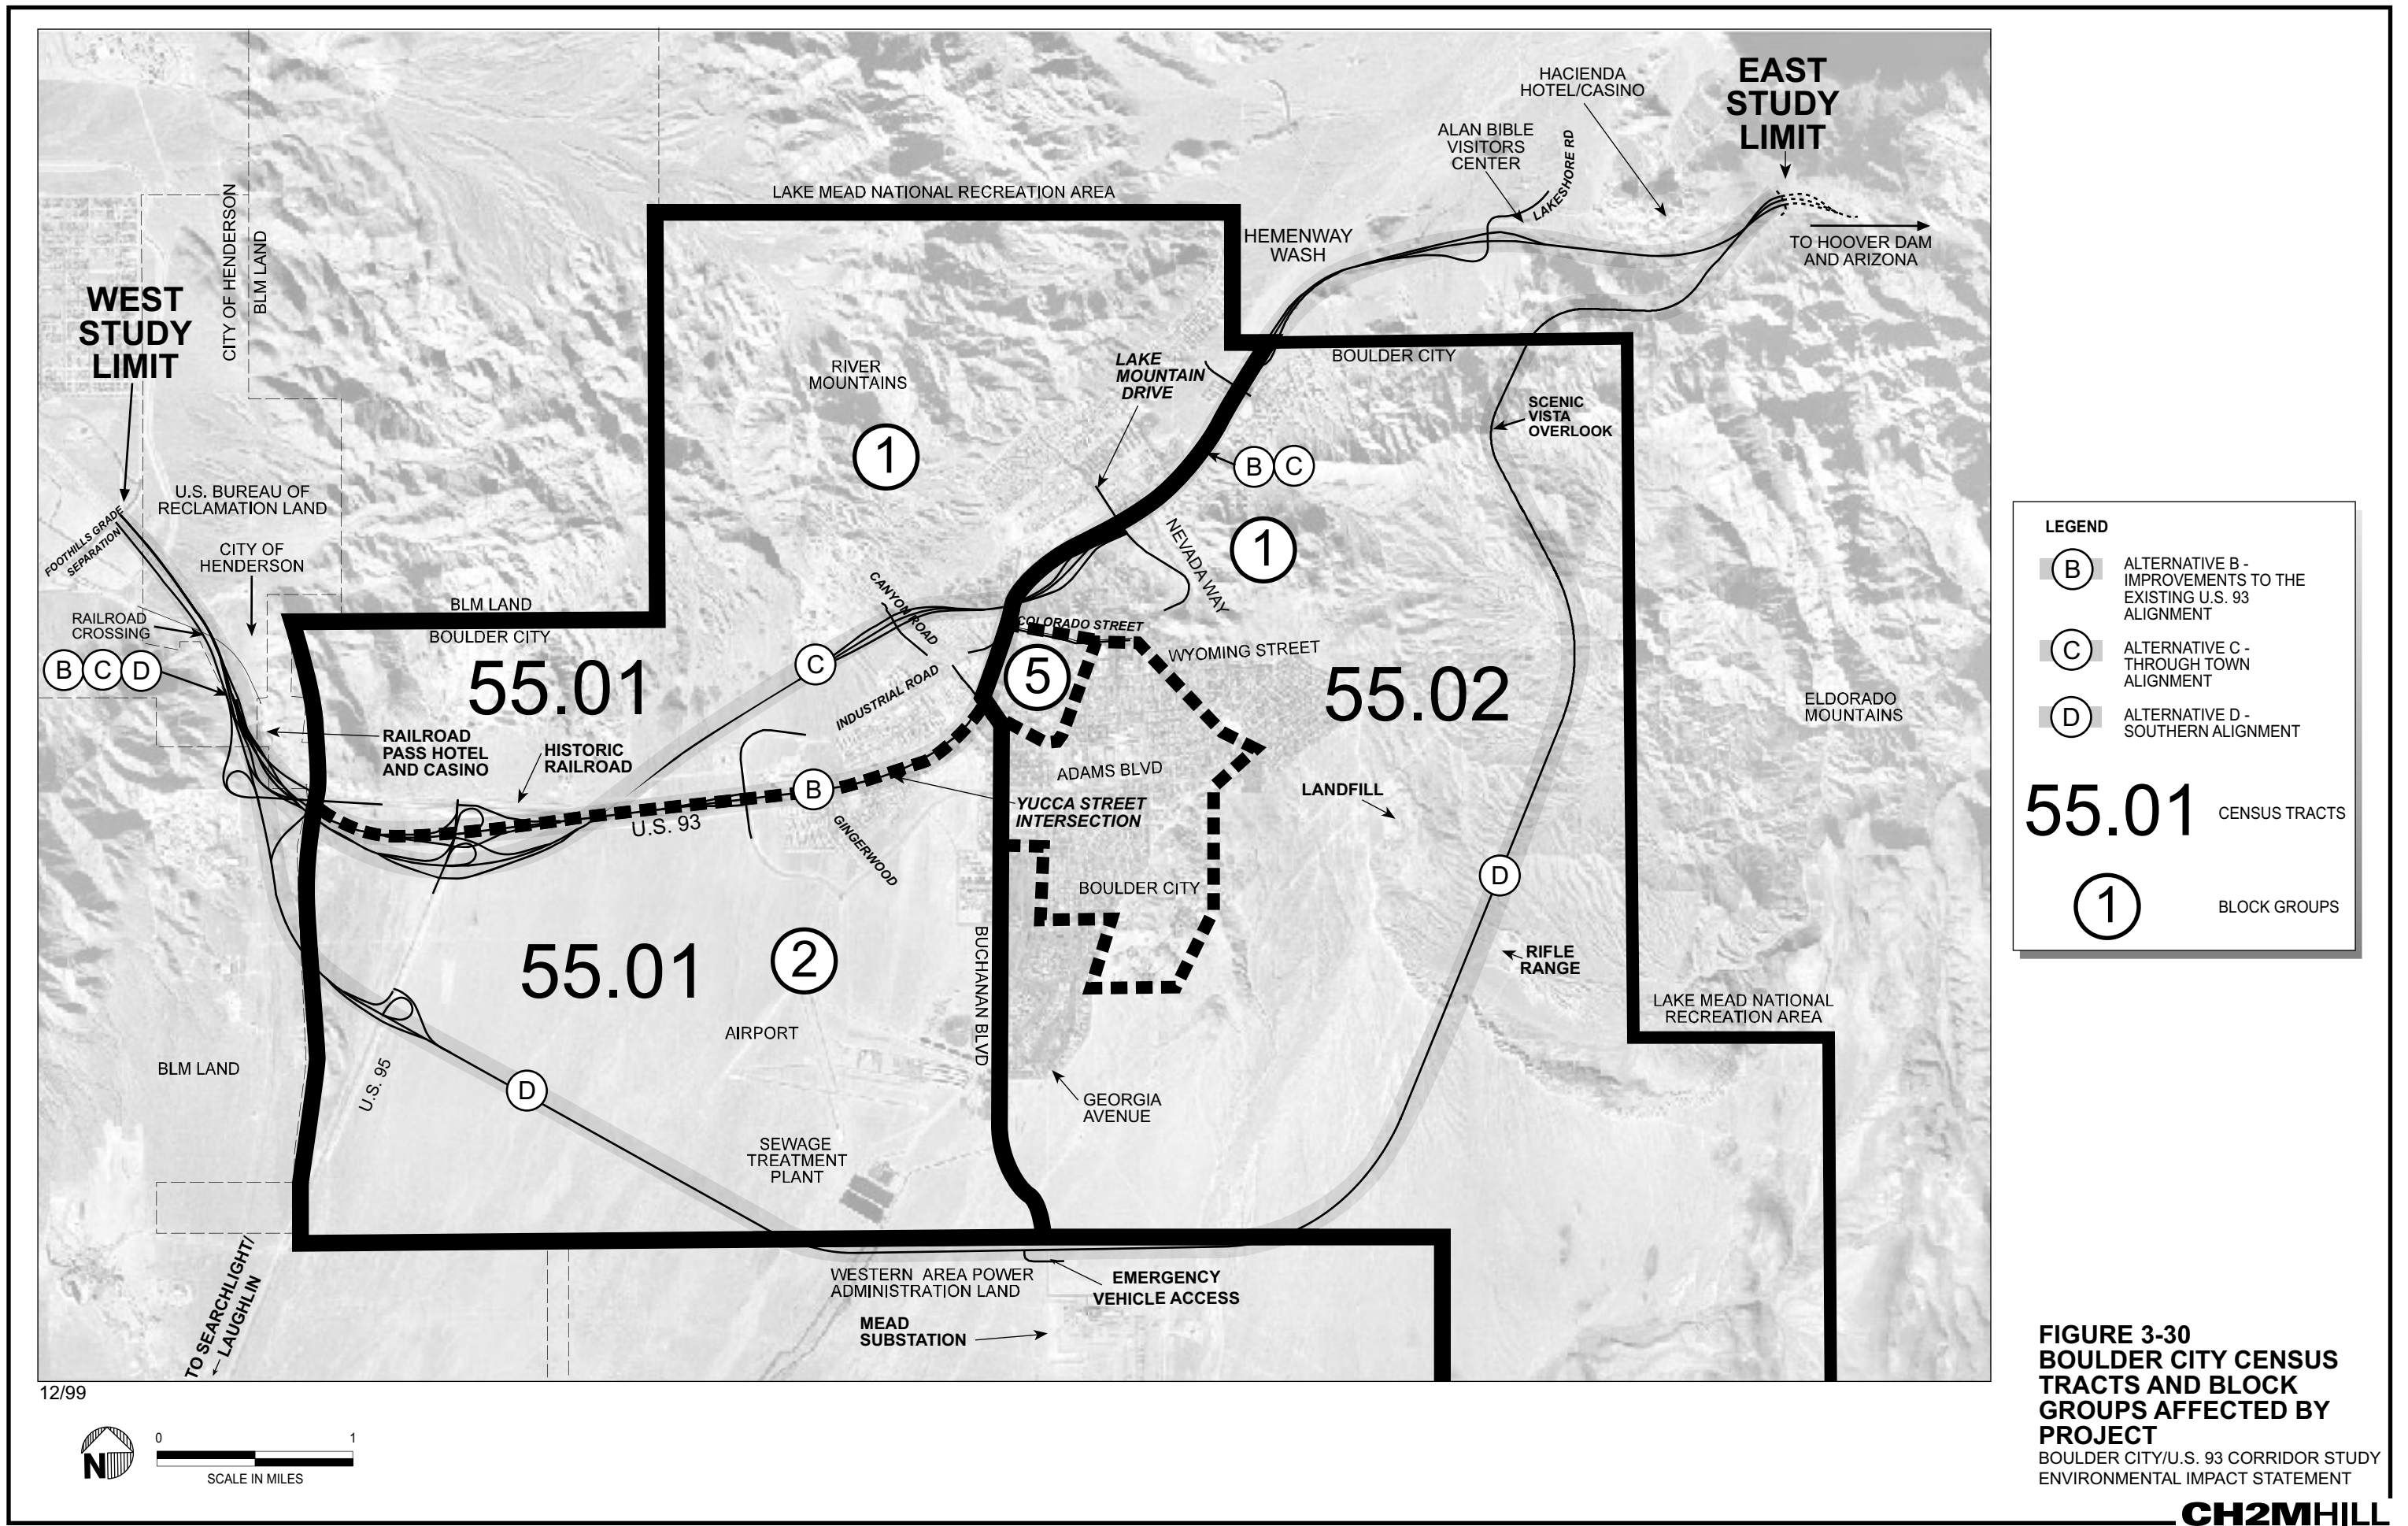 EAST
STUDY
LIMIT
HACIENDA
HOTEL/CASINO
ALAN BIBLE
VISITORS
CENTER
LAKESHORE RD
LAKE MEAD NATIONAL RECREATION AREA
HEMENWAY
WASH
TO HOOVER DAM
AND ARIZONA
CITY OF HENDERSON
BLM LAND
WEST
STUDY
LIMIT
RIVER
MOUNTAINS
LAKE
MOUNTAIN
DRIVE
BOULDER CITY
SCENIC
VISTA
OVERLOOK
1
B C
U.S. BUREAU OF
RECLAMATION LAND
FOOTHILLS GRADE
SEPARATION
CITY OF
HENDERSON
NEVADA WAY
1
CANYON ROAD
BLM LAND
BOULDER CITY
RAILROAD
CROSSING
COLORADO STREET
WYOMING STREET
B C D
55.01
C
INDUSTRIAL ROAD
5
55.02
ELDORADO
MOUNTAINS
RAILROAD
PASS HOTEL
AND CASINO
HISTORIC
RAILROAD
ADAMS BLVD
B
YUCCA STREET
INTERSECTION
LANDFILL
U.S. 93
GINGERWOOD
BOULDER CITY
D
55.01
2
BUCHANAN BLVD
RIFLE
RANGE
LAKE MEAD NATIONAL
RECREATION AREA
AIRPORT
BLM LAND
U.S. 95
D
GEORGIA
AVENUE
SEWAGE
TREATMENT
PLANT
TO SEARCHLIGHT/
LAUGHLIN
WESTERN AREA POWER
ADMINISTRATION LAND
EMERGENCY
VEHICLE ACCESS
MEAD
SUBSTATION
LEGEND
B
ALTERNATIVE B -
IMPROVEMENTS TO THE
EXISTING U.S. 93
ALIGNMENT
C
ALTERNATIVE C -
THROUGH TOWN
ALIGNMENT
D
ALTERNATIVE D -
SOUTHERN ALIGNMENT
55.01 CENSUS TRACTS
1 BLOCK GROUPS
12/99
N
0 1
SCALE IN MILES
FIGURE 3-30
BOULDER CITY CENSUS
TRACTS AND BLOCK
GROUPS AFFECTED BY
PROJECT
BOULDER CITY/U.S. 93 CORRIDOR STUDY
ENVIRONMENTAL IMPACT STATEMENT
CH2MHILL